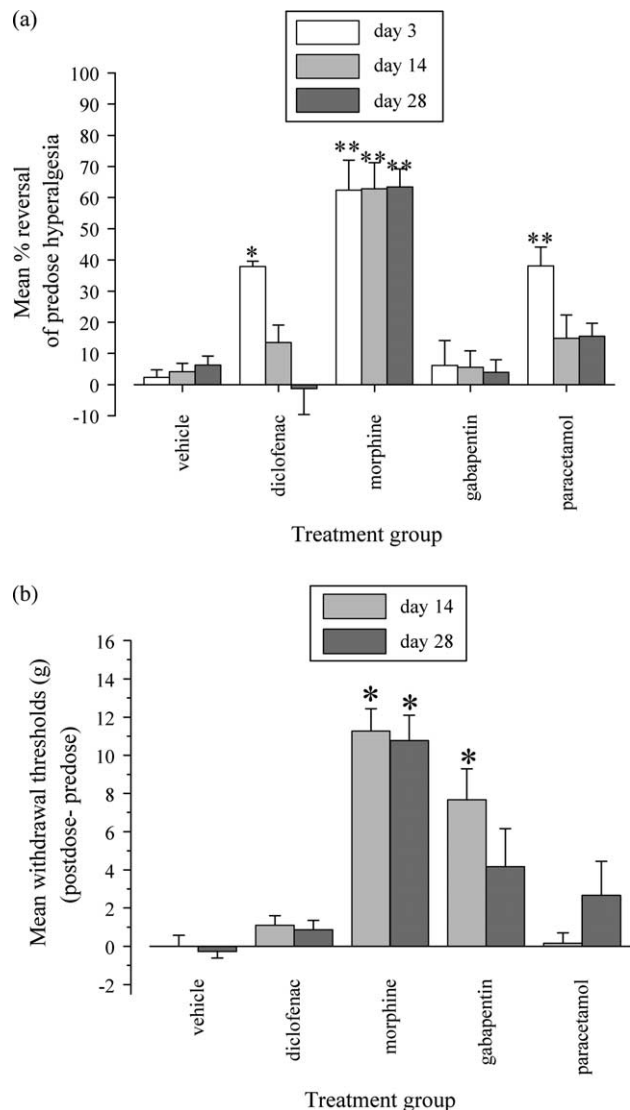 (a)
day 3
day 14
day 28
100
90
80
70
60
50
40
30
20
10
0
-10
Mean % reversal
of predose hyperalgesia
*
**
**
**
**
vehicle
diclofenac
morphine
gabapentin
paracetamol
Treatment group
(b)
day 14
day 28
16
14
12
10
8
6
4
2
0
-2
Mean withdrawal thresholds (g)
(postdose- predose)
*
*
*
vehicle
diclofenac
morphine
gabapentin
paracetamol
Treatment group